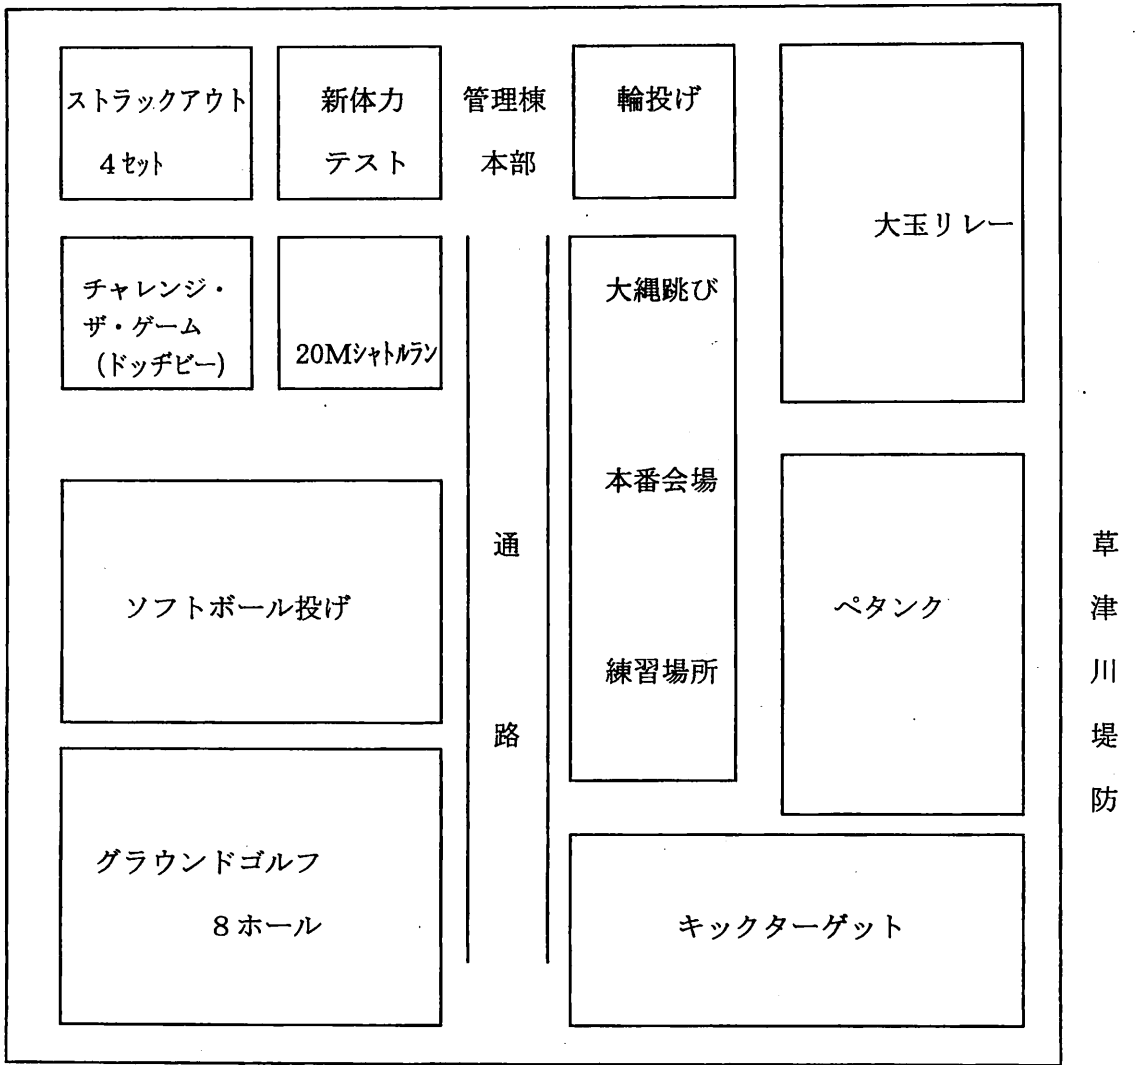 ストラックアウト
4セット
新体力
テスト
管理棟
本部
輪投げ
大玉リレー
チャレンジ・
ザ・ゲーム
(ドッヂビー)
20Mシャトルラン
大縄跳び
本番会場
練習場所
通路
ソフトボール投げ
ペタンク
草津川堤防
グラウンドゴルフ
8ホール
キックターゲット